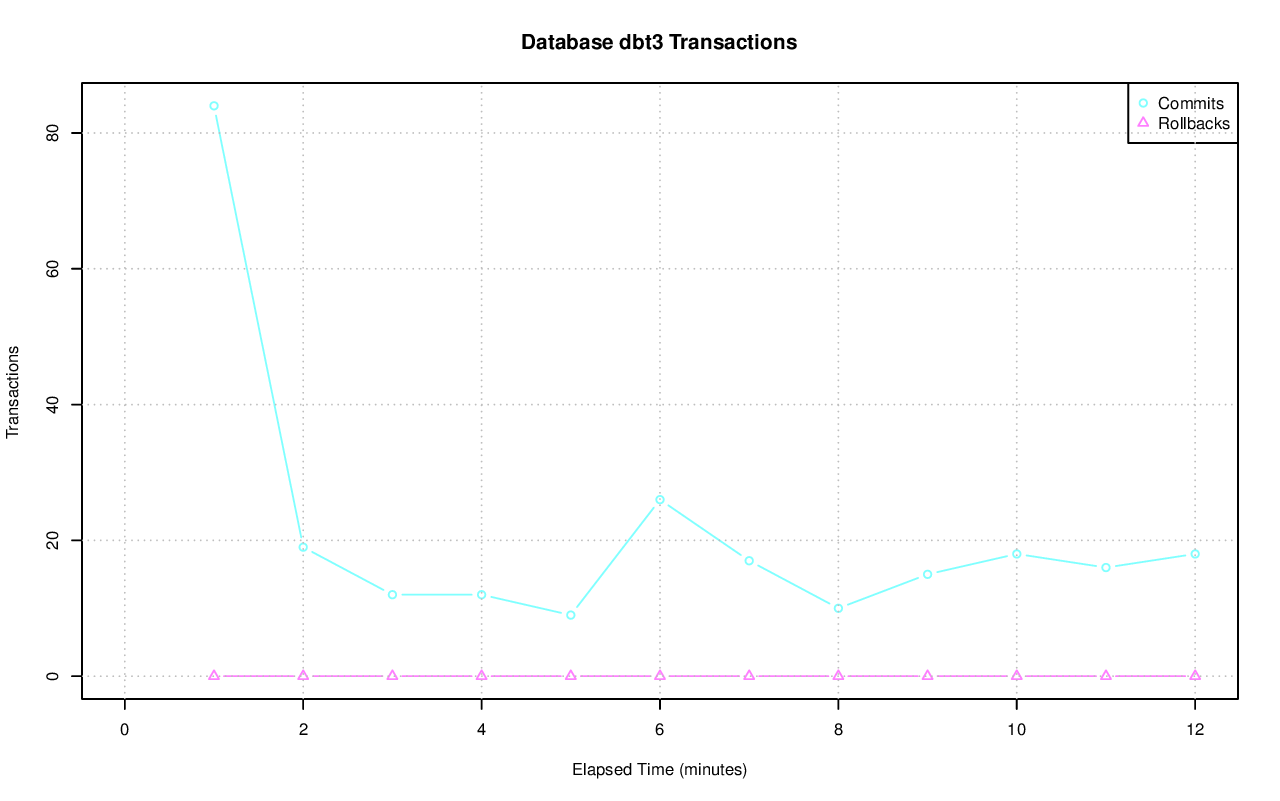 Database dbt3 Transactions
Commits
Rollbacks
Transactions
80
60
40
20
0
0 2 4 6 8 10 12
Elapsed Time (minutes)